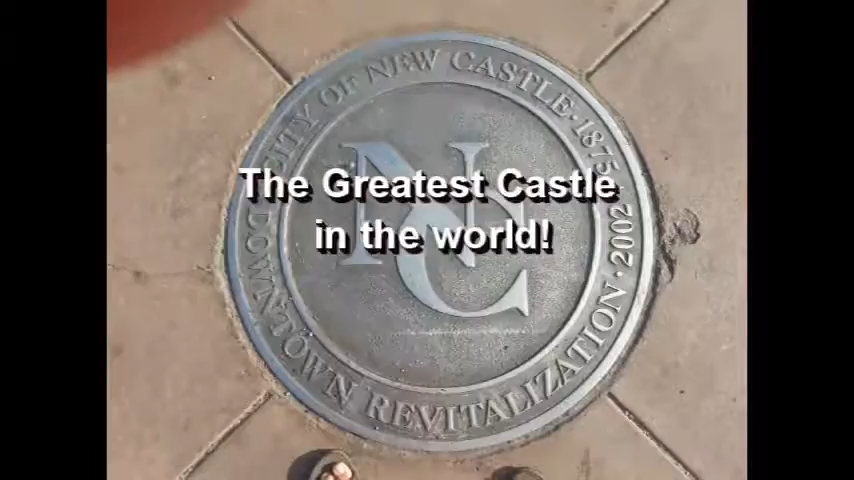 CITY OF NEW CASTLE · 1875
NC
The Greatest Castle
in the world!
DOWNTOWN REVITALIZATION · 2002